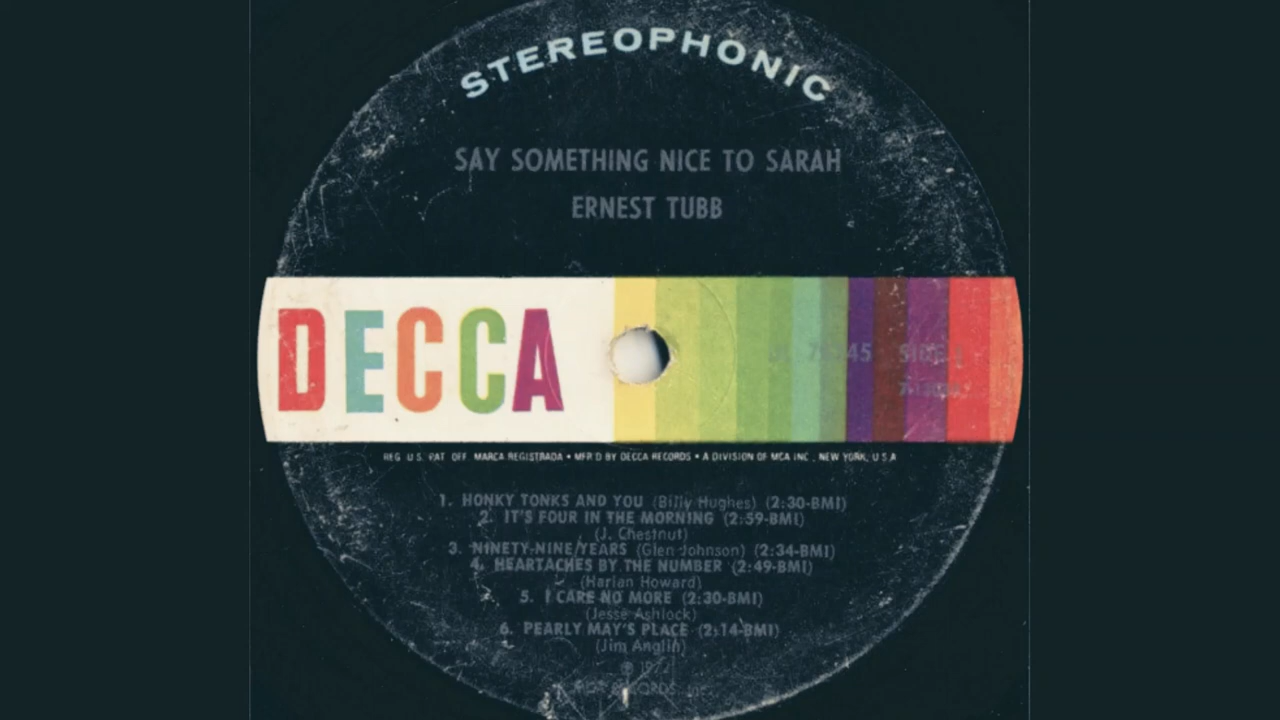 STEREOPHONIC
SAY SOMETHING NICE TO SARAH
ERNEST TUBB
DECCA
SIDE 1
REG. U.S. PAT. OFF. MARCA REGISTRADA • MFR'D BY DECCA RECORDS • A DIVISION OF MCA INC., NEW YORK, U.S.A
1. HONKY TONKS AND YOU (Billy Hughes) (2:30-BMI)
2. IT'S FOUR IN THE MORNING (2:59-BMI)
(J. Chestnut)
3. NINETY-NINE YEARS (Glen Johnson) (2:34-BMI)
4. HEARTACHES BY THE NUMBER (2:49-BMI)
(Harlan Howard)
5. I CARE NO MORE (2:30-BMI)
(Jesse Ashlock)
6. PEARLY MAY'S PLACE (2:14-BMI)
(Jim Anglin)